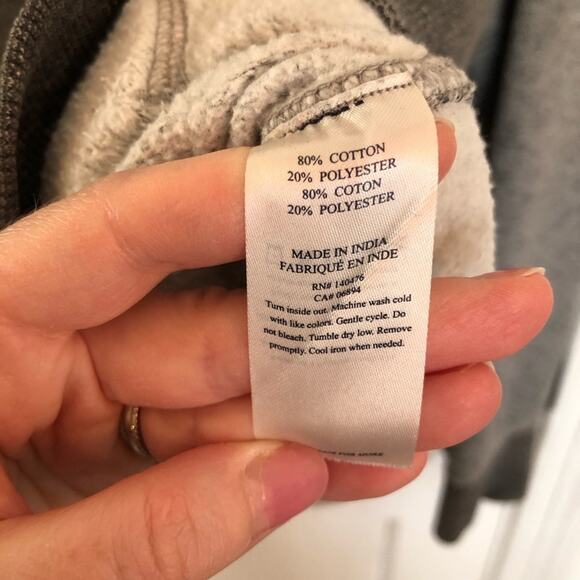 80% COTTON
20% POLYESTER
80% COTON
20% POLYESTER
MADE IN INDIA
FABRIQUÉ EN INDE
RN# 140476
CA# 06894
Turn inside out. Machine wash cold
with like colors. Gentle cycle. Do
not bleach. Tumble dry low. Remove
promptly. Cool iron when needed.
FOR MORE